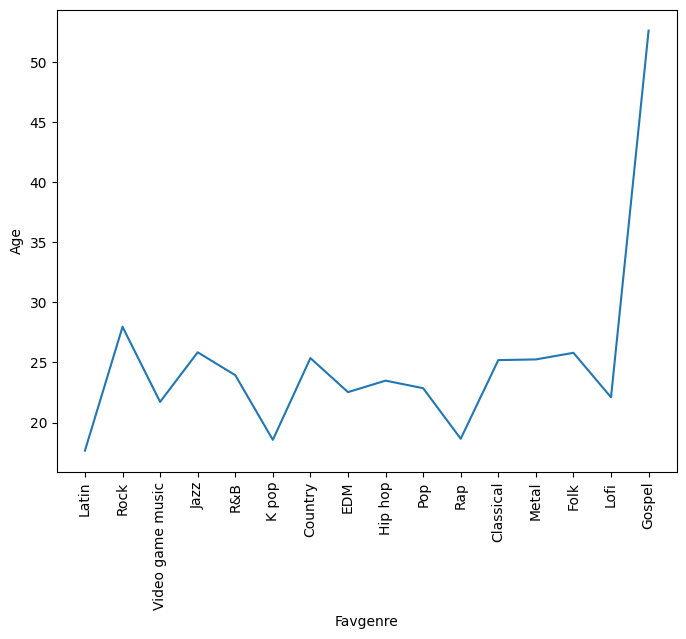 50
45
40
35
30
25
20
Age
Latin
Rock
Video game music
Jazz
R&B
K pop
Country
EDM
Hip hop
Pop
Rap
Classical
Metal
Folk
Lofi
Gospel
Favgenre